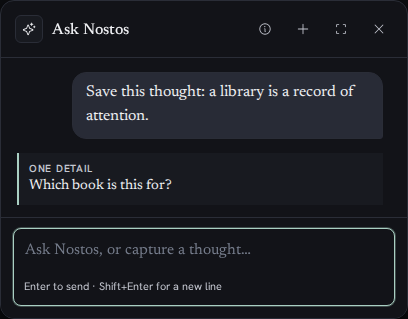 Ask Nostos
Save this thought: a library is a record of
attention.
ONE DETAIL
Which book is this for?
Ask Nostos, or capture a thought…
Enter to send · Shift+Enter for a new line